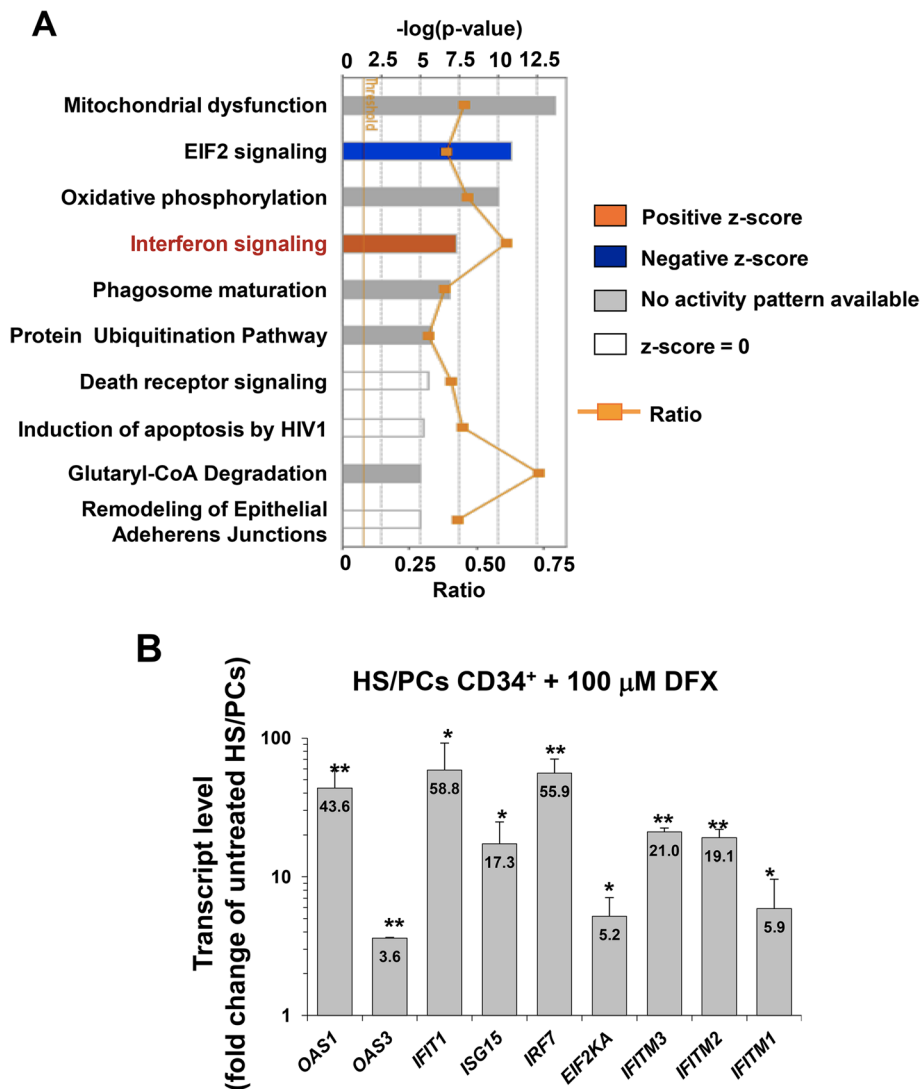 A
-log(p-value)
0 2.5 5 7.5 10 12.5
Threshold
Mitochondrial dysfunction
EIF2 signaling
Oxidative phosphorylation
Interferon signaling
Phagosome maturation
Protein Ubiquitination Pathway
Death receptor signaling
Induction of apoptosis by HIV1
Glutaryl-CoA Degradation
Remodeling of Epithelial
Adeherens Junctions
0 0.25 0.50 0.75
Ratio
Positive z-score
Negative z-score
No activity pattern available
z-score = 0
Ratio
B
HS/PCs CD34⁺ + 100 μM DFX
Transcript level
(fold change of untreated HS/PCs)
100
10
1
**
**
*
*
**
*
**
**
*
43.6
3.6
58.8
17.3
55.9
5.2
21.0
19.1
5.9
OAS1
OAS3
IFIT1
ISG15
IRF7
EIF2KA
IFITM3
IFITM2
IFITM1